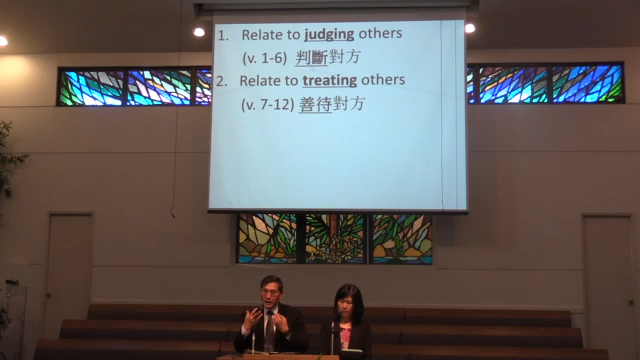 1. Relate to judging others
(v. 1-6) 判斷對方
2. Relate to treating others
(v. 7-12) 善待對方